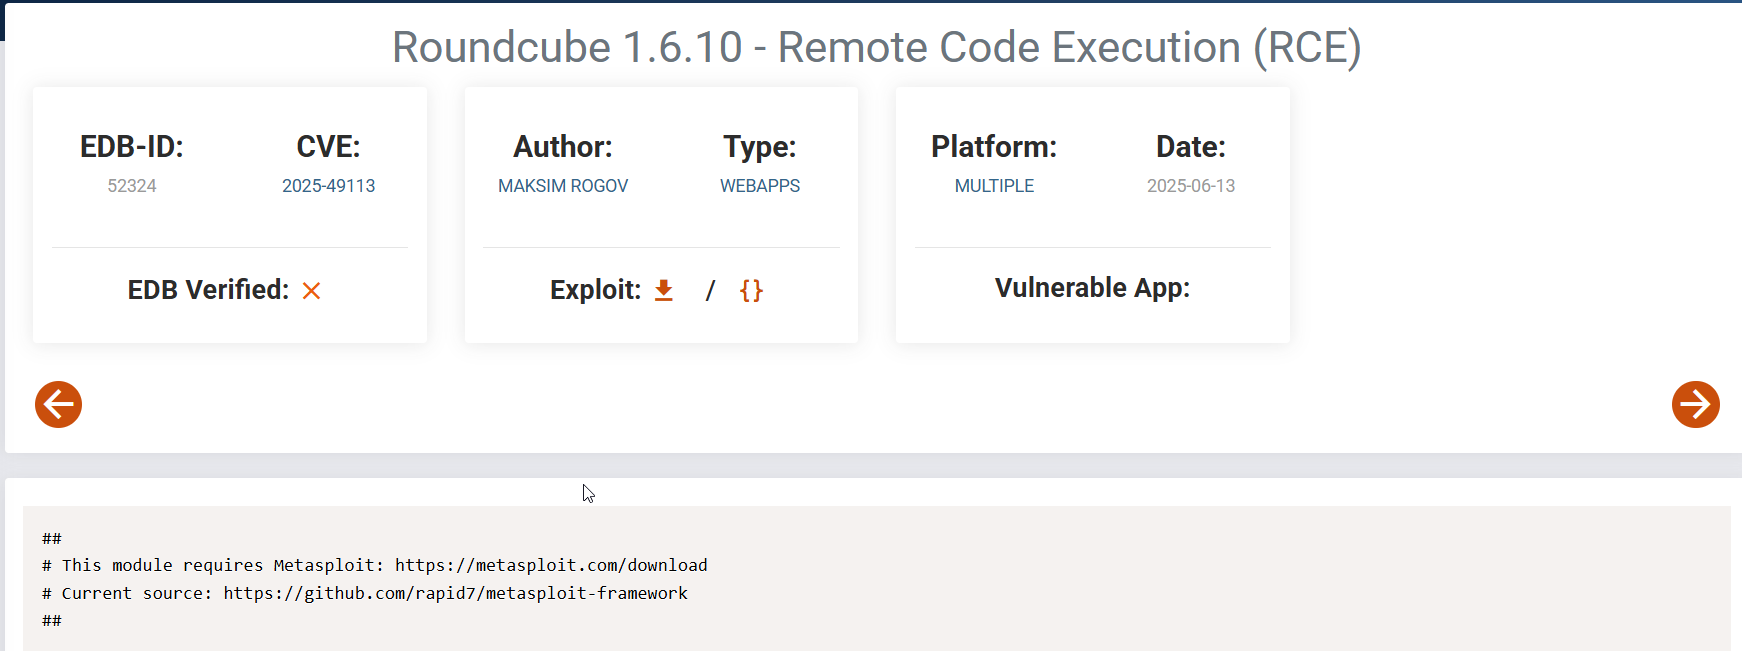 Roundcube 1.6.10 - Remote Code Execution (RCE)
EDB-ID:
52324
CVE:
2025-49113
EDB Verified:
Author:
MAKSIM ROGOV
Type:
WEBAPPS
Exploit: / {}
Platform:
MULTIPLE
Date:
2025-06-13
Vulnerable App:
##
# This module requires Metasploit: https://metasploit.com/download
# Current source: https://github.com/rapid7/metasploit-framework
##